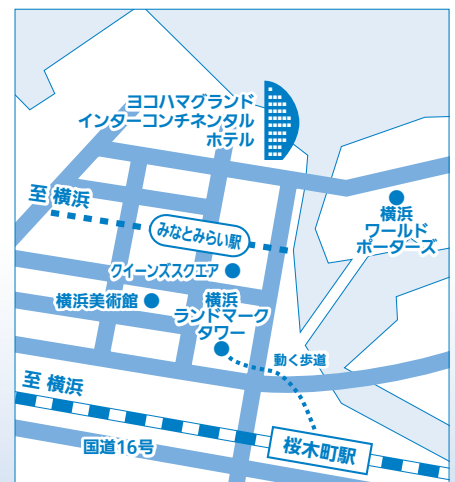 ヨコハマグランド
インターコンチネンタル
ホテル
至 横浜
みなとみらい駅
横浜
ワールド
ポーターズ
クイーンズスクエア
横浜美術館
横浜
ランドマーク
タワー
動く歩道
至 横浜
国道16号
桜木町駅